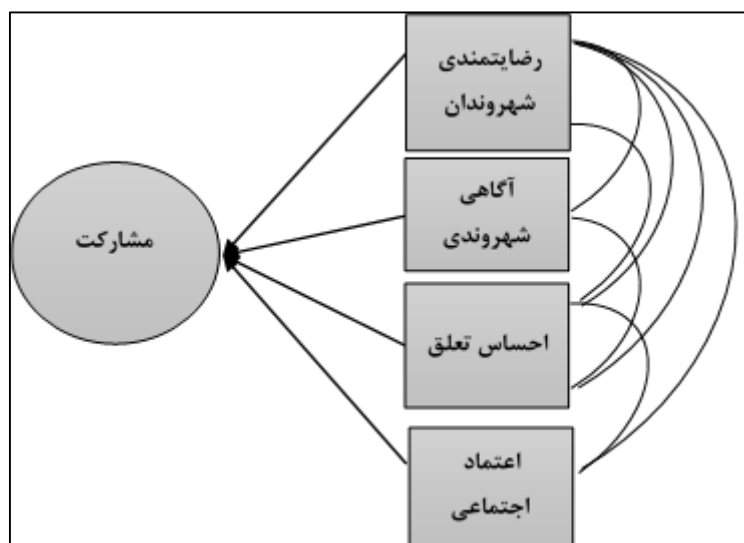 رضایتمندی
شهروندان
آگاهی
شهروندی
مشارکت
احساس تعلق
اعتماد
اجتماعی